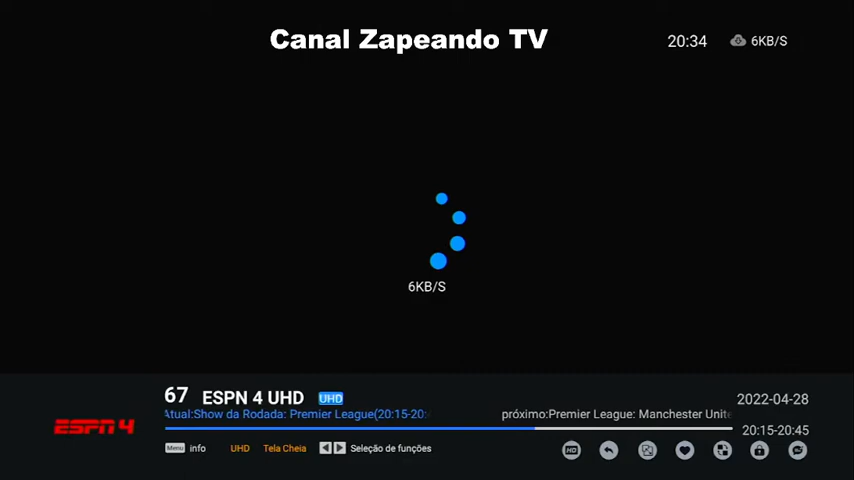 Canal Zapeando TV
20:34
6KB/S
6KB/S
67 ESPN 4 UHD UHD
2022-04-28
Atual:Show da Rodada: Premier League(20:15-20:
próximo:Premier League: Manchester Unite
ESPN 4
20:15-20:45
Menu info UHD Tela Cheia Seleção de funções
HD